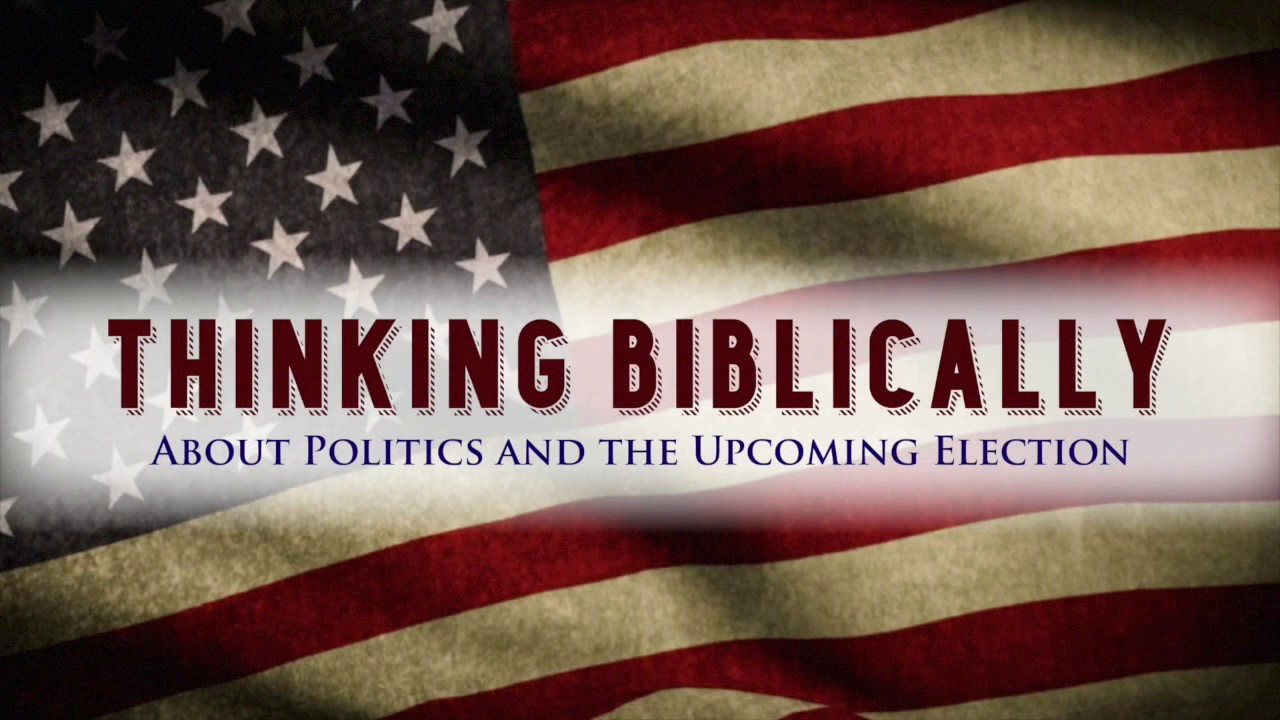 THINKING BIBLICALLY
ABOUT POLITICS AND THE UPCOMING ELECTION